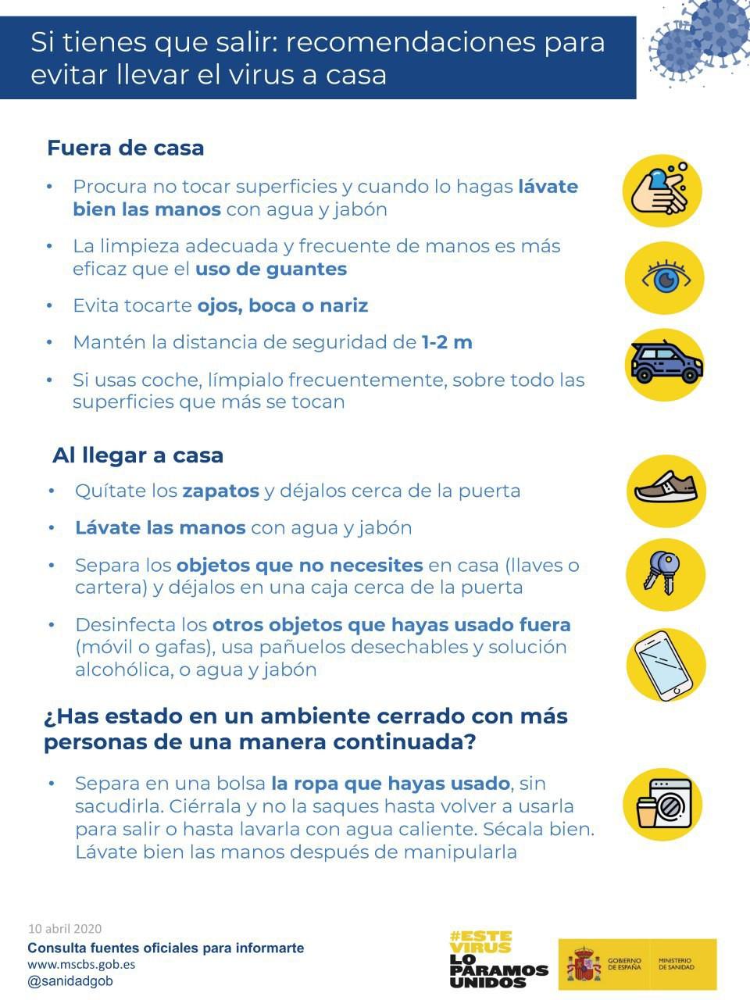 Si tienes que salir: recomendaciones para
evitar llevar el virus a casa
Fuera de casa
• Procura no tocar superficies y cuando lo hagas lávate
bien las manos con agua y jabón
• La limpieza adecuada y frecuente de manos es más
eficaz que el uso de guantes
• Evita tocarte ojos, boca o nariz
• Mantén la distancia de seguridad de 1-2 m
• Si usas coche, límpialo frecuentemente, sobre todo las
superficies que más se tocan
Al llegar a casa
• Quítate los zapatos y déjalos cerca de la puerta
• Lávate las manos con agua y jabón
• Separa los objetos que no necesites en casa (llaves o
cartera) y déjalos en una caja cerca de la puerta
• Desinfecta los otros objetos que hayas usado fuera
(móvil o gafas), usa pañuelos desechables y solución
alcohólica, o agua y jabón
¿Has estado en un ambiente cerrado con más
personas de una manera continuada?
• Separa en una bolsa la ropa que hayas usado, sin
sacudirla. Ciérrala y no la saques hasta volver a usarla
para salir o hasta lavarla con agua caliente. Sécala bien.
Lávate bien las manos después de manipularla
10 abril 2020
Consulta fuentes oficiales para informarte
www.mscbs.gob.es
@sanidadgob
#ESTE
VIRUS
LO
PARAMOS
UNIDOS
GOBIERNO
DE ESPAÑA
MINISTERIO
DE SANIDAD